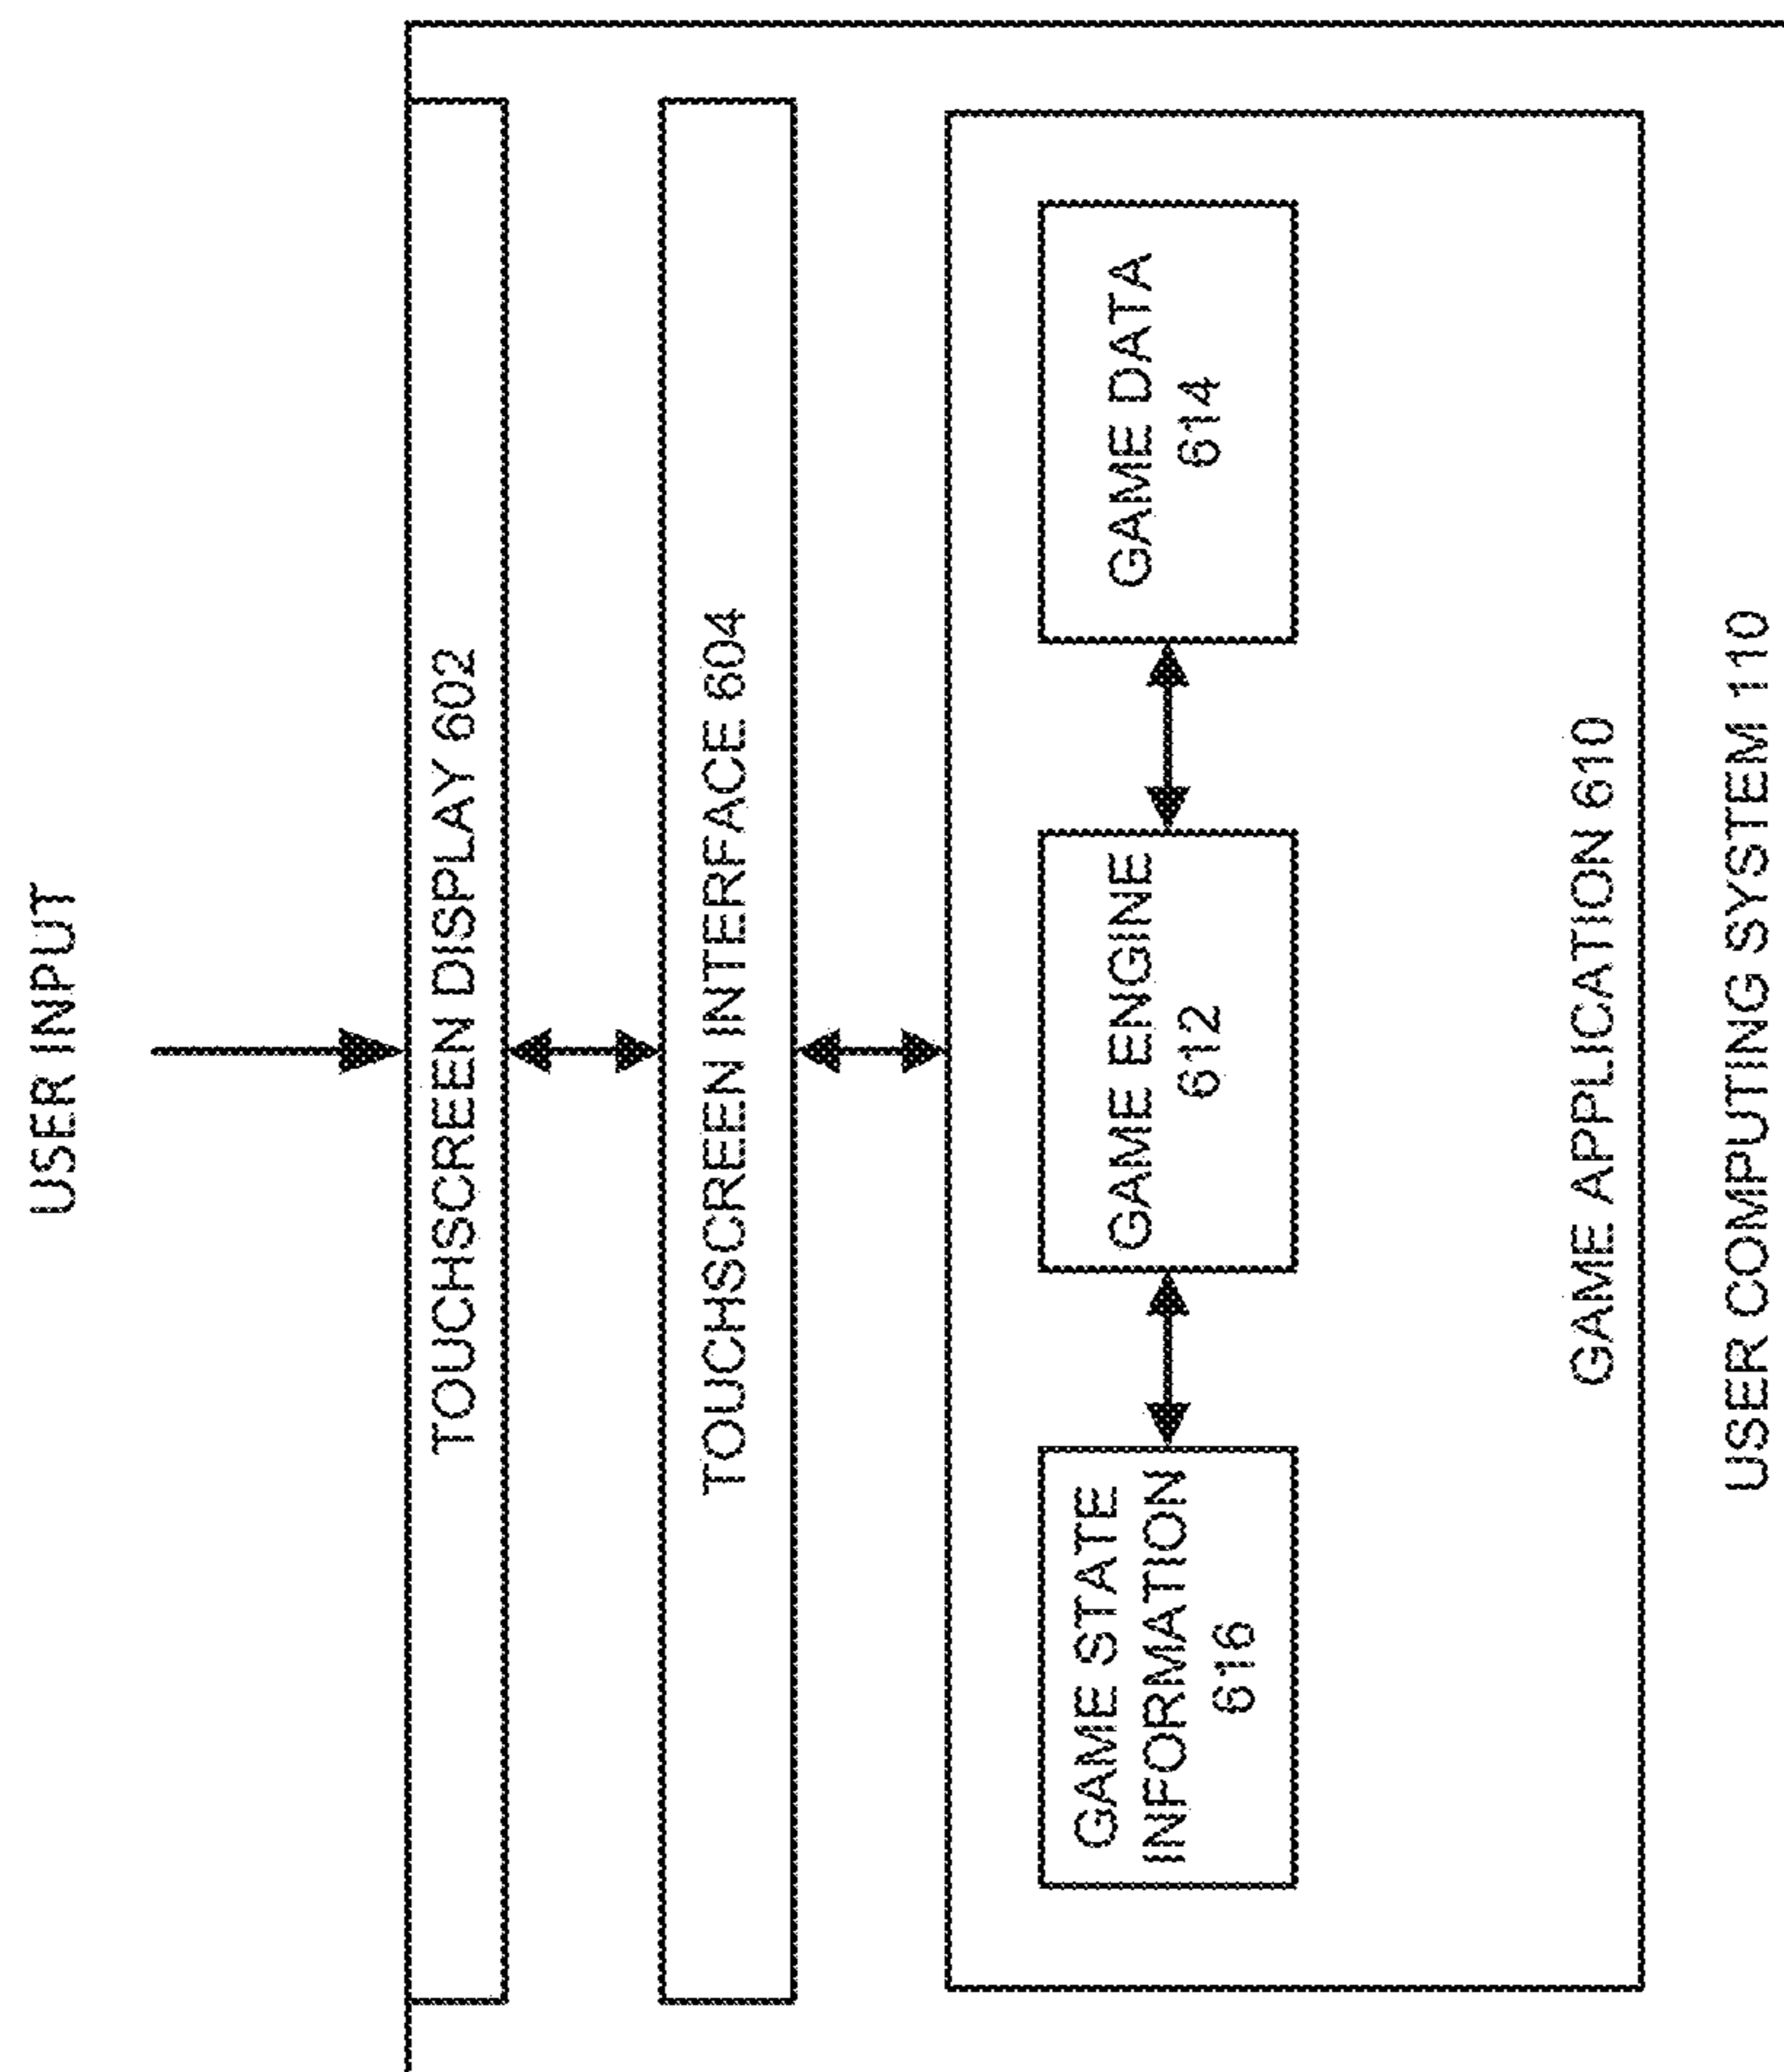 USER INPUT
TOUCHSCREEN DISPLAY 602
TOUCHSCREEN INTERFACE 604
GAME STATE
INFORMATION
616
GAME ENGINE
612
GAME DATA
614
GAME APPLICATION 610
USER COMPUTING SYSTEM 110